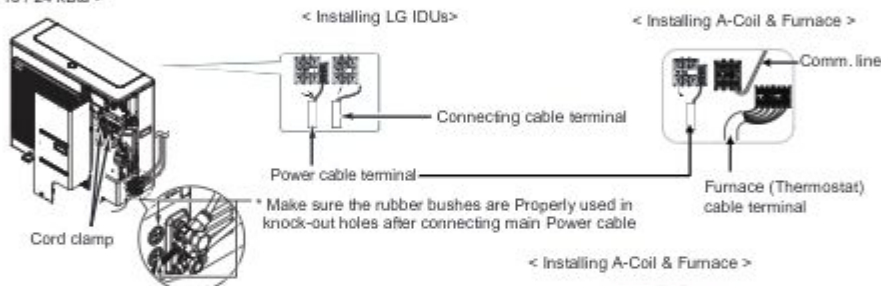 < Installing LG IDUs>
< Installing A-Coil & Furnace >
Comm. line
Connecting cable terminal
Power cable terminal
Furnace (Thermostat)
cable terminal
* Make sure the rubber bushes are Properly used in
knock-out holes after connecting main Power cable
Cord clamp
< Installing A-Coil & Furnace >